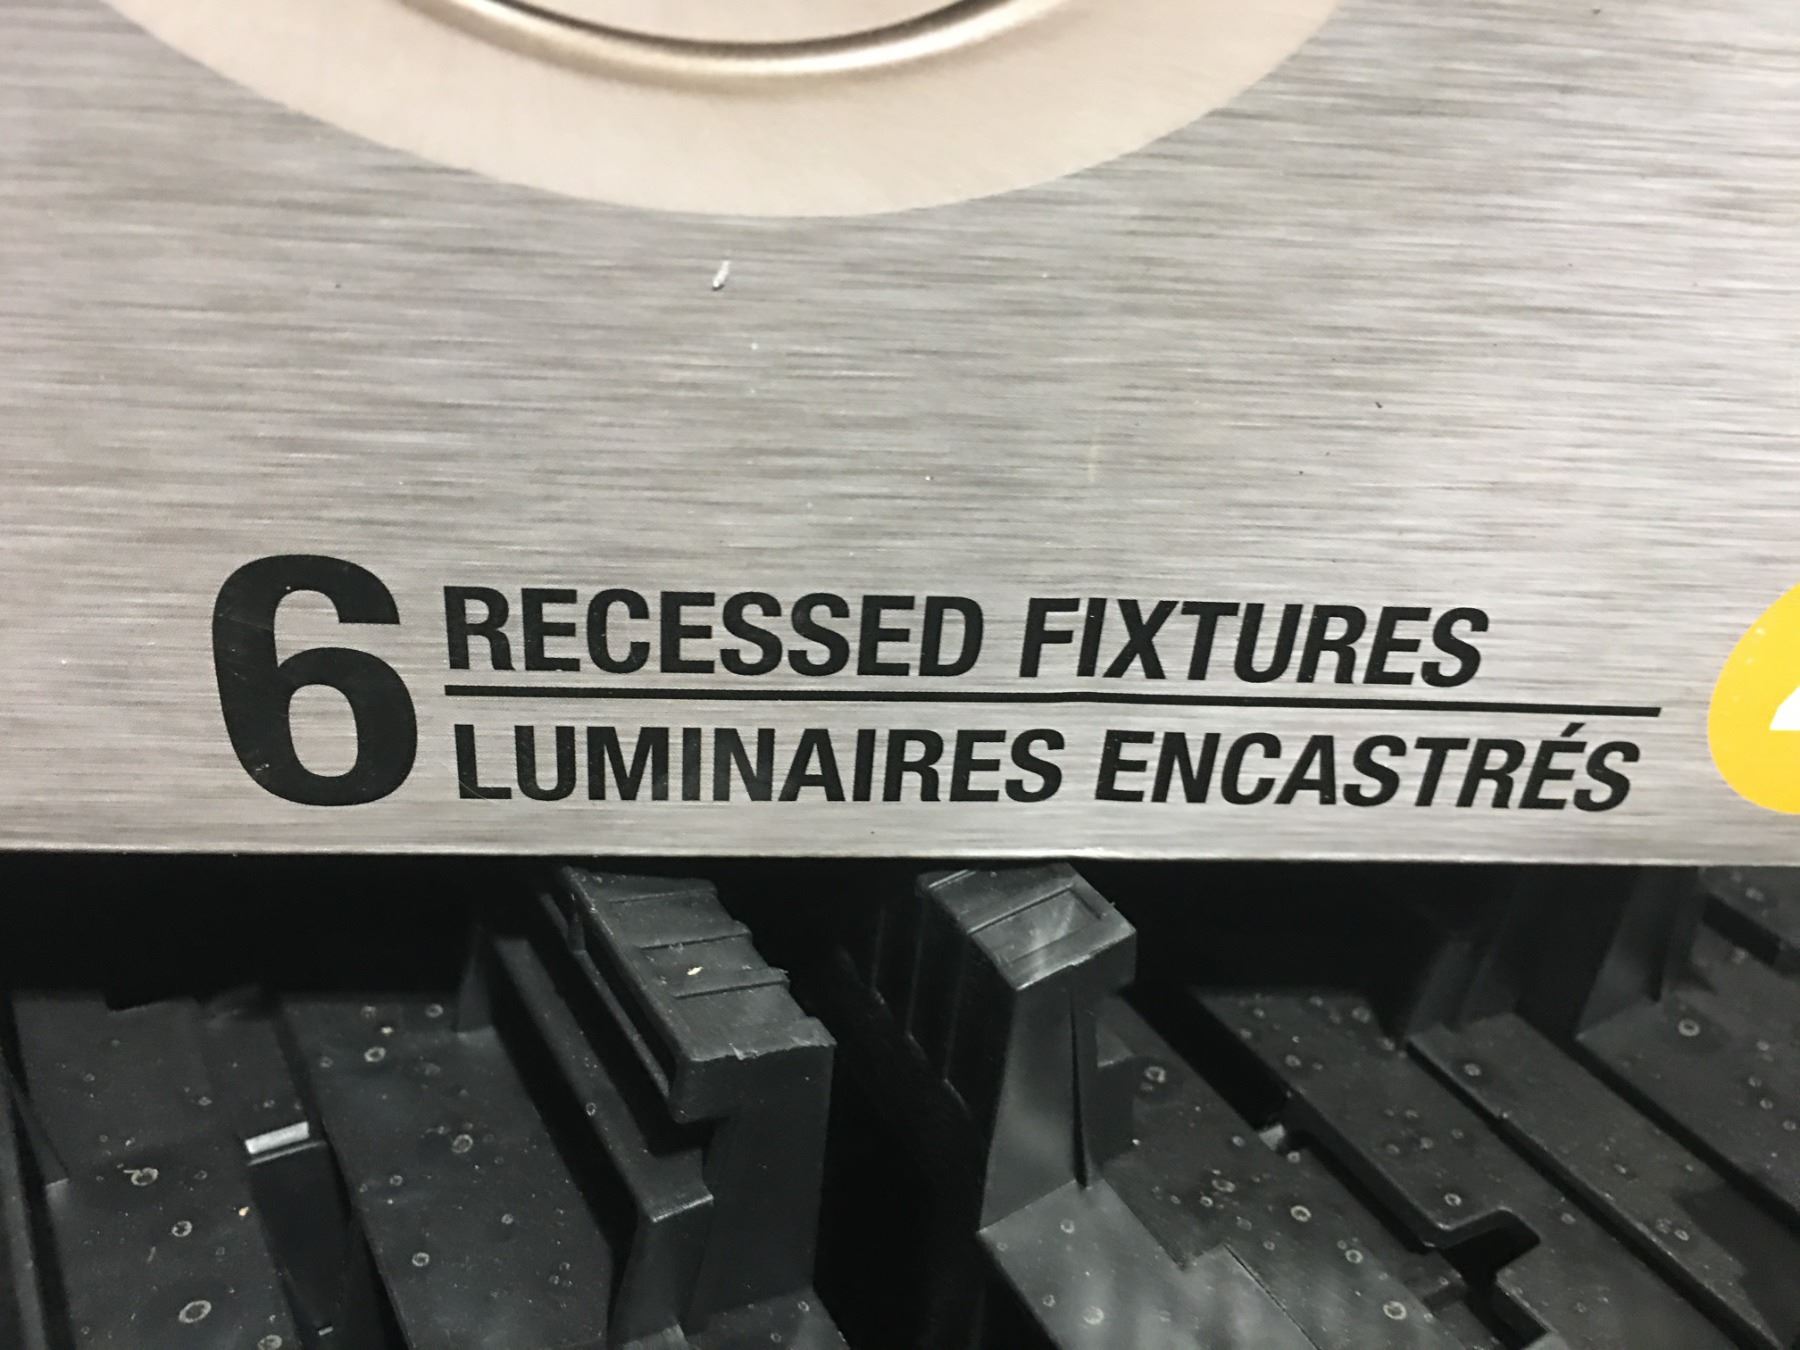 6 RECESSED FIXTURES
LUMINAIRES ENCASTRÉS